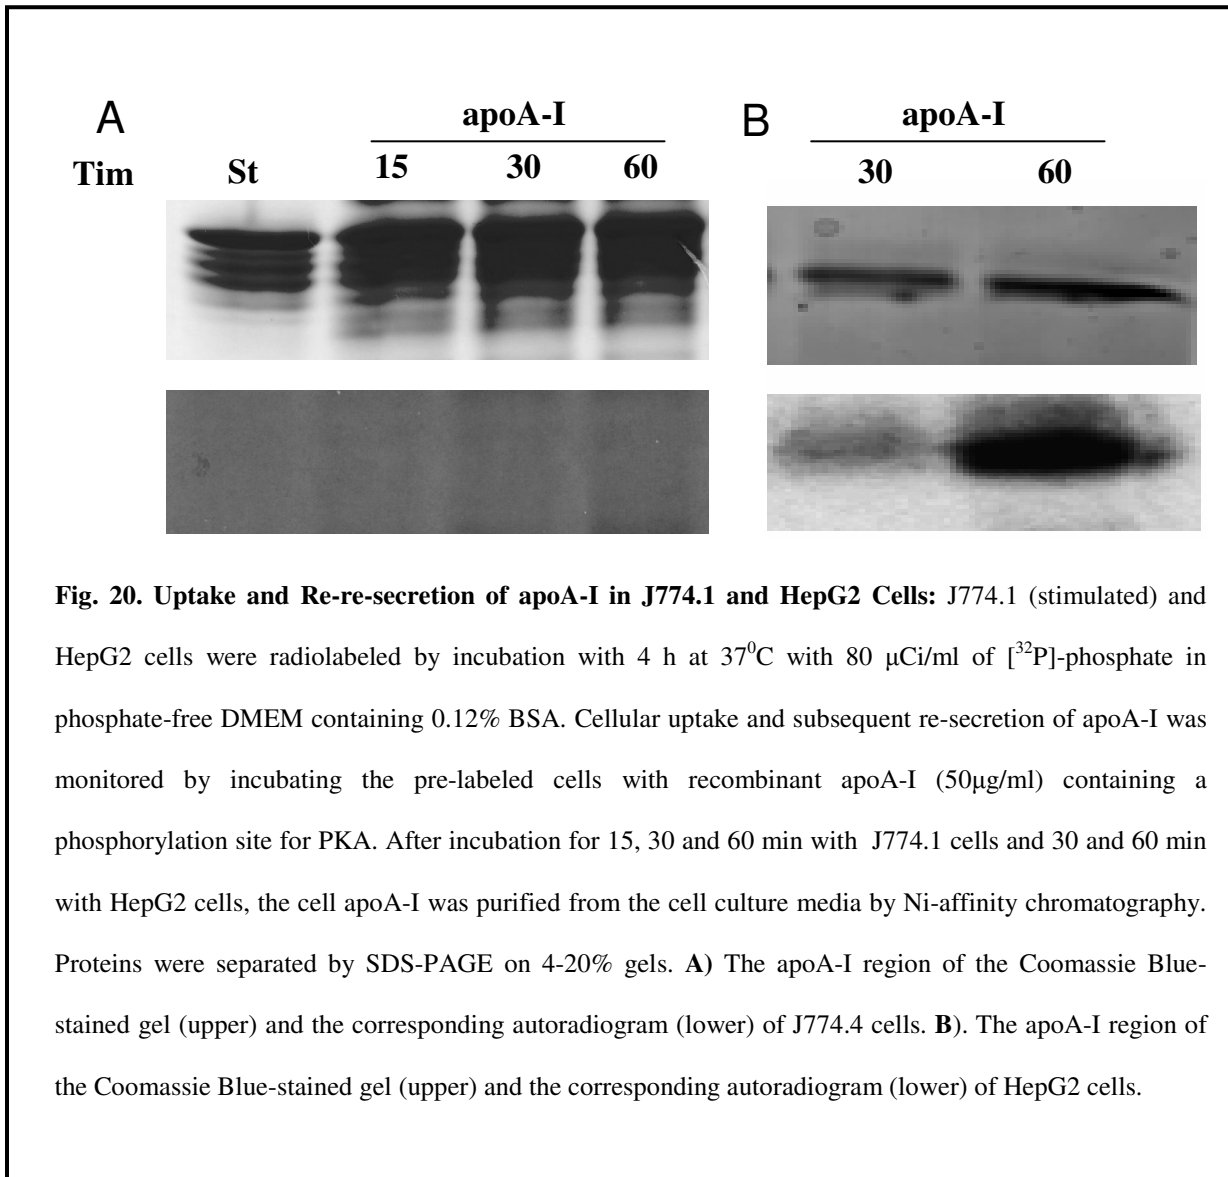 A apoA-I B apoA-I
Tim St 15 30 60 30 60
Fig. 20. Uptake and Re-re-secretion of apoA-I in J774.1 and HepG2 Cells: J774.1 (stimulated) and
HepG2 cells were radiolabeled by incubation with 4 h at 37⁰C with 80 μCi/ml of [³²P]-phosphate in
phosphate-free DMEM containing 0.12% BSA. Cellular uptake and subsequent re-secretion of apoA-I was
monitored by incubating the pre-labeled cells with recombinant apoA-I (50μg/ml) containing a
phosphorylation site for PKA. After incubation for 15, 30 and 60 min with J774.1 cells and 30 and 60 min
with HepG2 cells, the cell apoA-I was purified from the cell culture media by Ni-affinity chromatography.
Proteins were separated by SDS-PAGE on 4-20% gels. A) The apoA-I region of the Coomassie Blue-
stained gel (upper) and the corresponding autoradiogram (lower) of J774.4 cells. B). The apoA-I region of
the Coomassie Blue-stained gel (upper) and the corresponding autoradiogram (lower) of HepG2 cells.